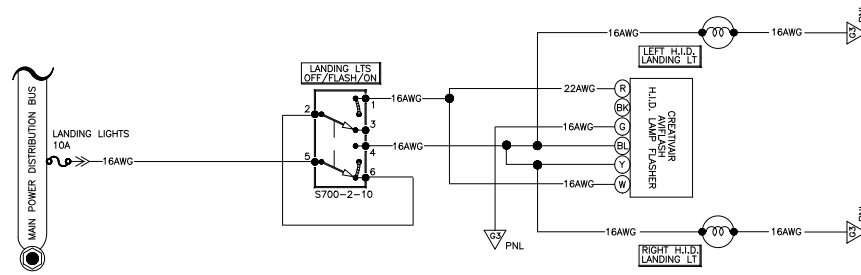 MAIN POWER DISTRIBUTION BUS
LANDING LIGHTS
10A
16AWG
LANDING LTS
OFF/FLASH/ON
2
1
3
4
5
6
S700-2-10
16AWG
16AWG
G3
PNL
22AWG
16AWG
16AWG
R
BK
G
BL
Y
W
CREATIVAIR
AVIFLASH
H.I.D. LAMP FLASHER
16AWG
LEFT H.I.D.
LANDING LT
16AWG
G3
PNL
16AWG
RIGHT H.I.D.
LANDING LT
16AWG
G3
PNL